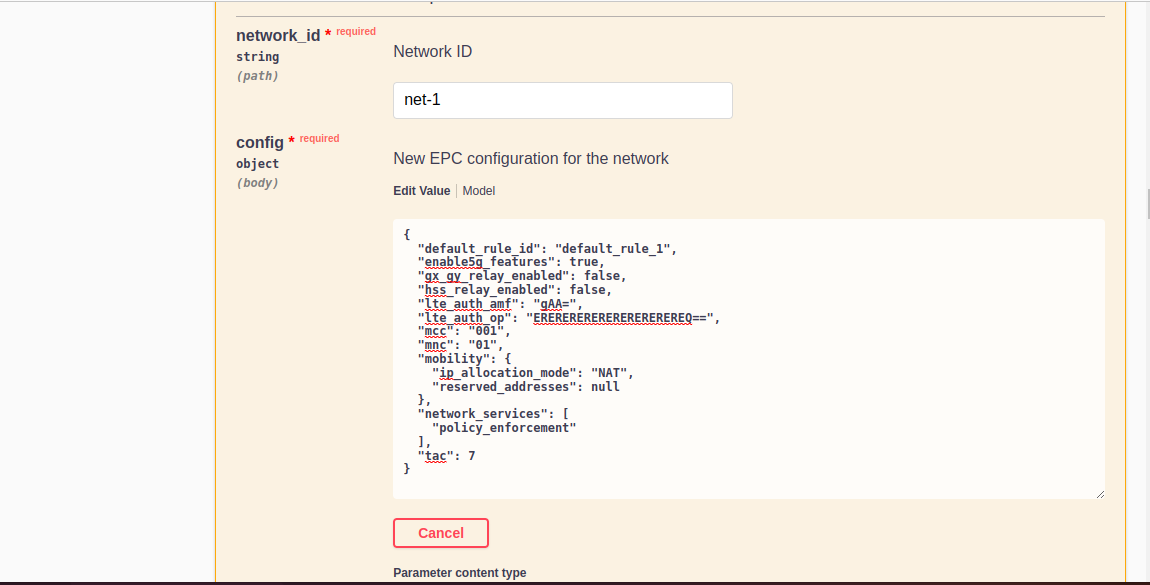 network_id * required
string
(path)
Network ID
net-1
config * required
object
(body)
New EPC configuration for the network
Edit Value | Model
{
  "default_rule_id": "default_rule_1",
  "enable5g_features": true,
  "gx_gy_relay_enabled": false,
  "hss_relay_enabled": false,
  "lte_auth_amf": "gAA=",
  "lte_auth_op": "EREREREREREREREREREREQ==",
  "mcc": "001",
  "mnc": "01",
  "mobility": {
    "ip_allocation_mode": "NAT",
    "reserved_addresses": null
  },
  "network_services": [
    "policy_enforcement"
  ],
  "tac": 7
}
Cancel
Parameter content type